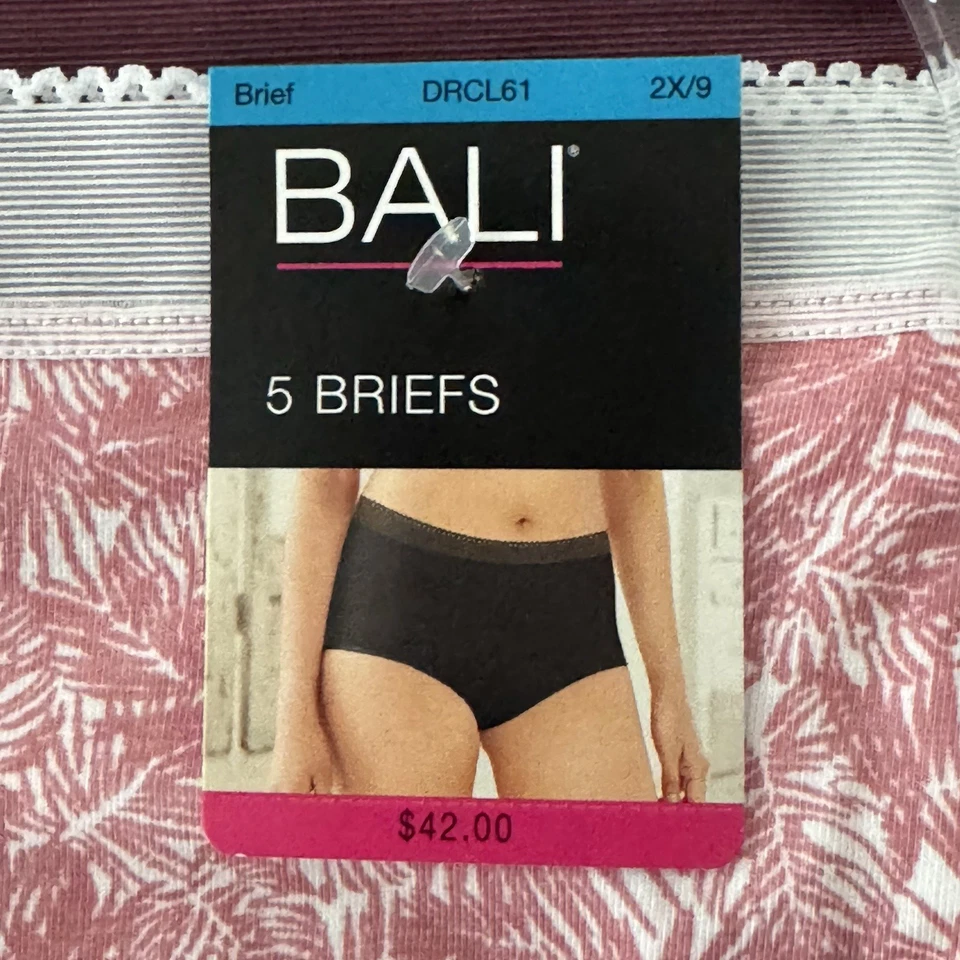 Brief DRCL61 2X/9
BALI®
5 BRIEFS
$42.00